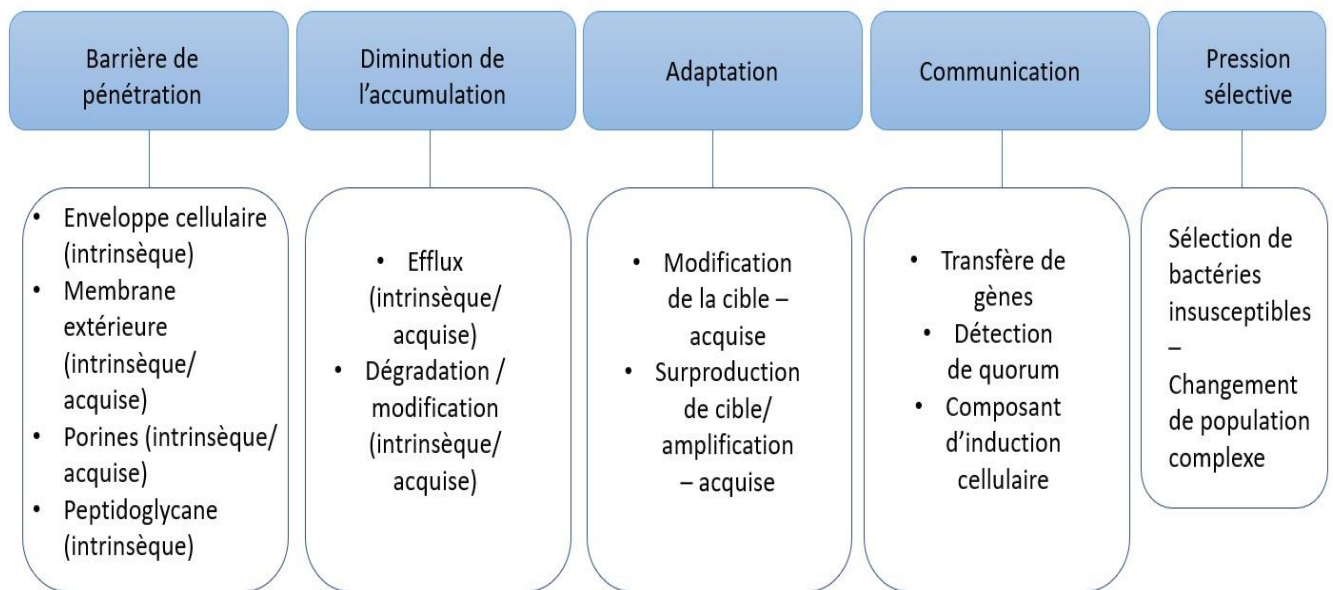 Barrière de
pénétration
Diminution de
l'accumulation
Adaptation
Communication
Pression
sélective
• Enveloppe cellulaire
(intrinsèque)
• Membrane
extérieure
(intrinsèque/
acquise)
• Porines (intrinsèque/
acquise)
• Peptidoglycane
(intrinsèque)
• Efflux
(intrinsèque/
acquise)
• Dégradation /
modification
(intrinsèque/
acquise)
• Modification
de la cible –
acquise
• Surproduction
de cible/
amplification
– acquise
• Transfère de
gènes
• Détection
de quorum
• Composant
d'induction
cellulaire
Sélection de
bactéries
insusceptibles
–
Changement
de population
complexe